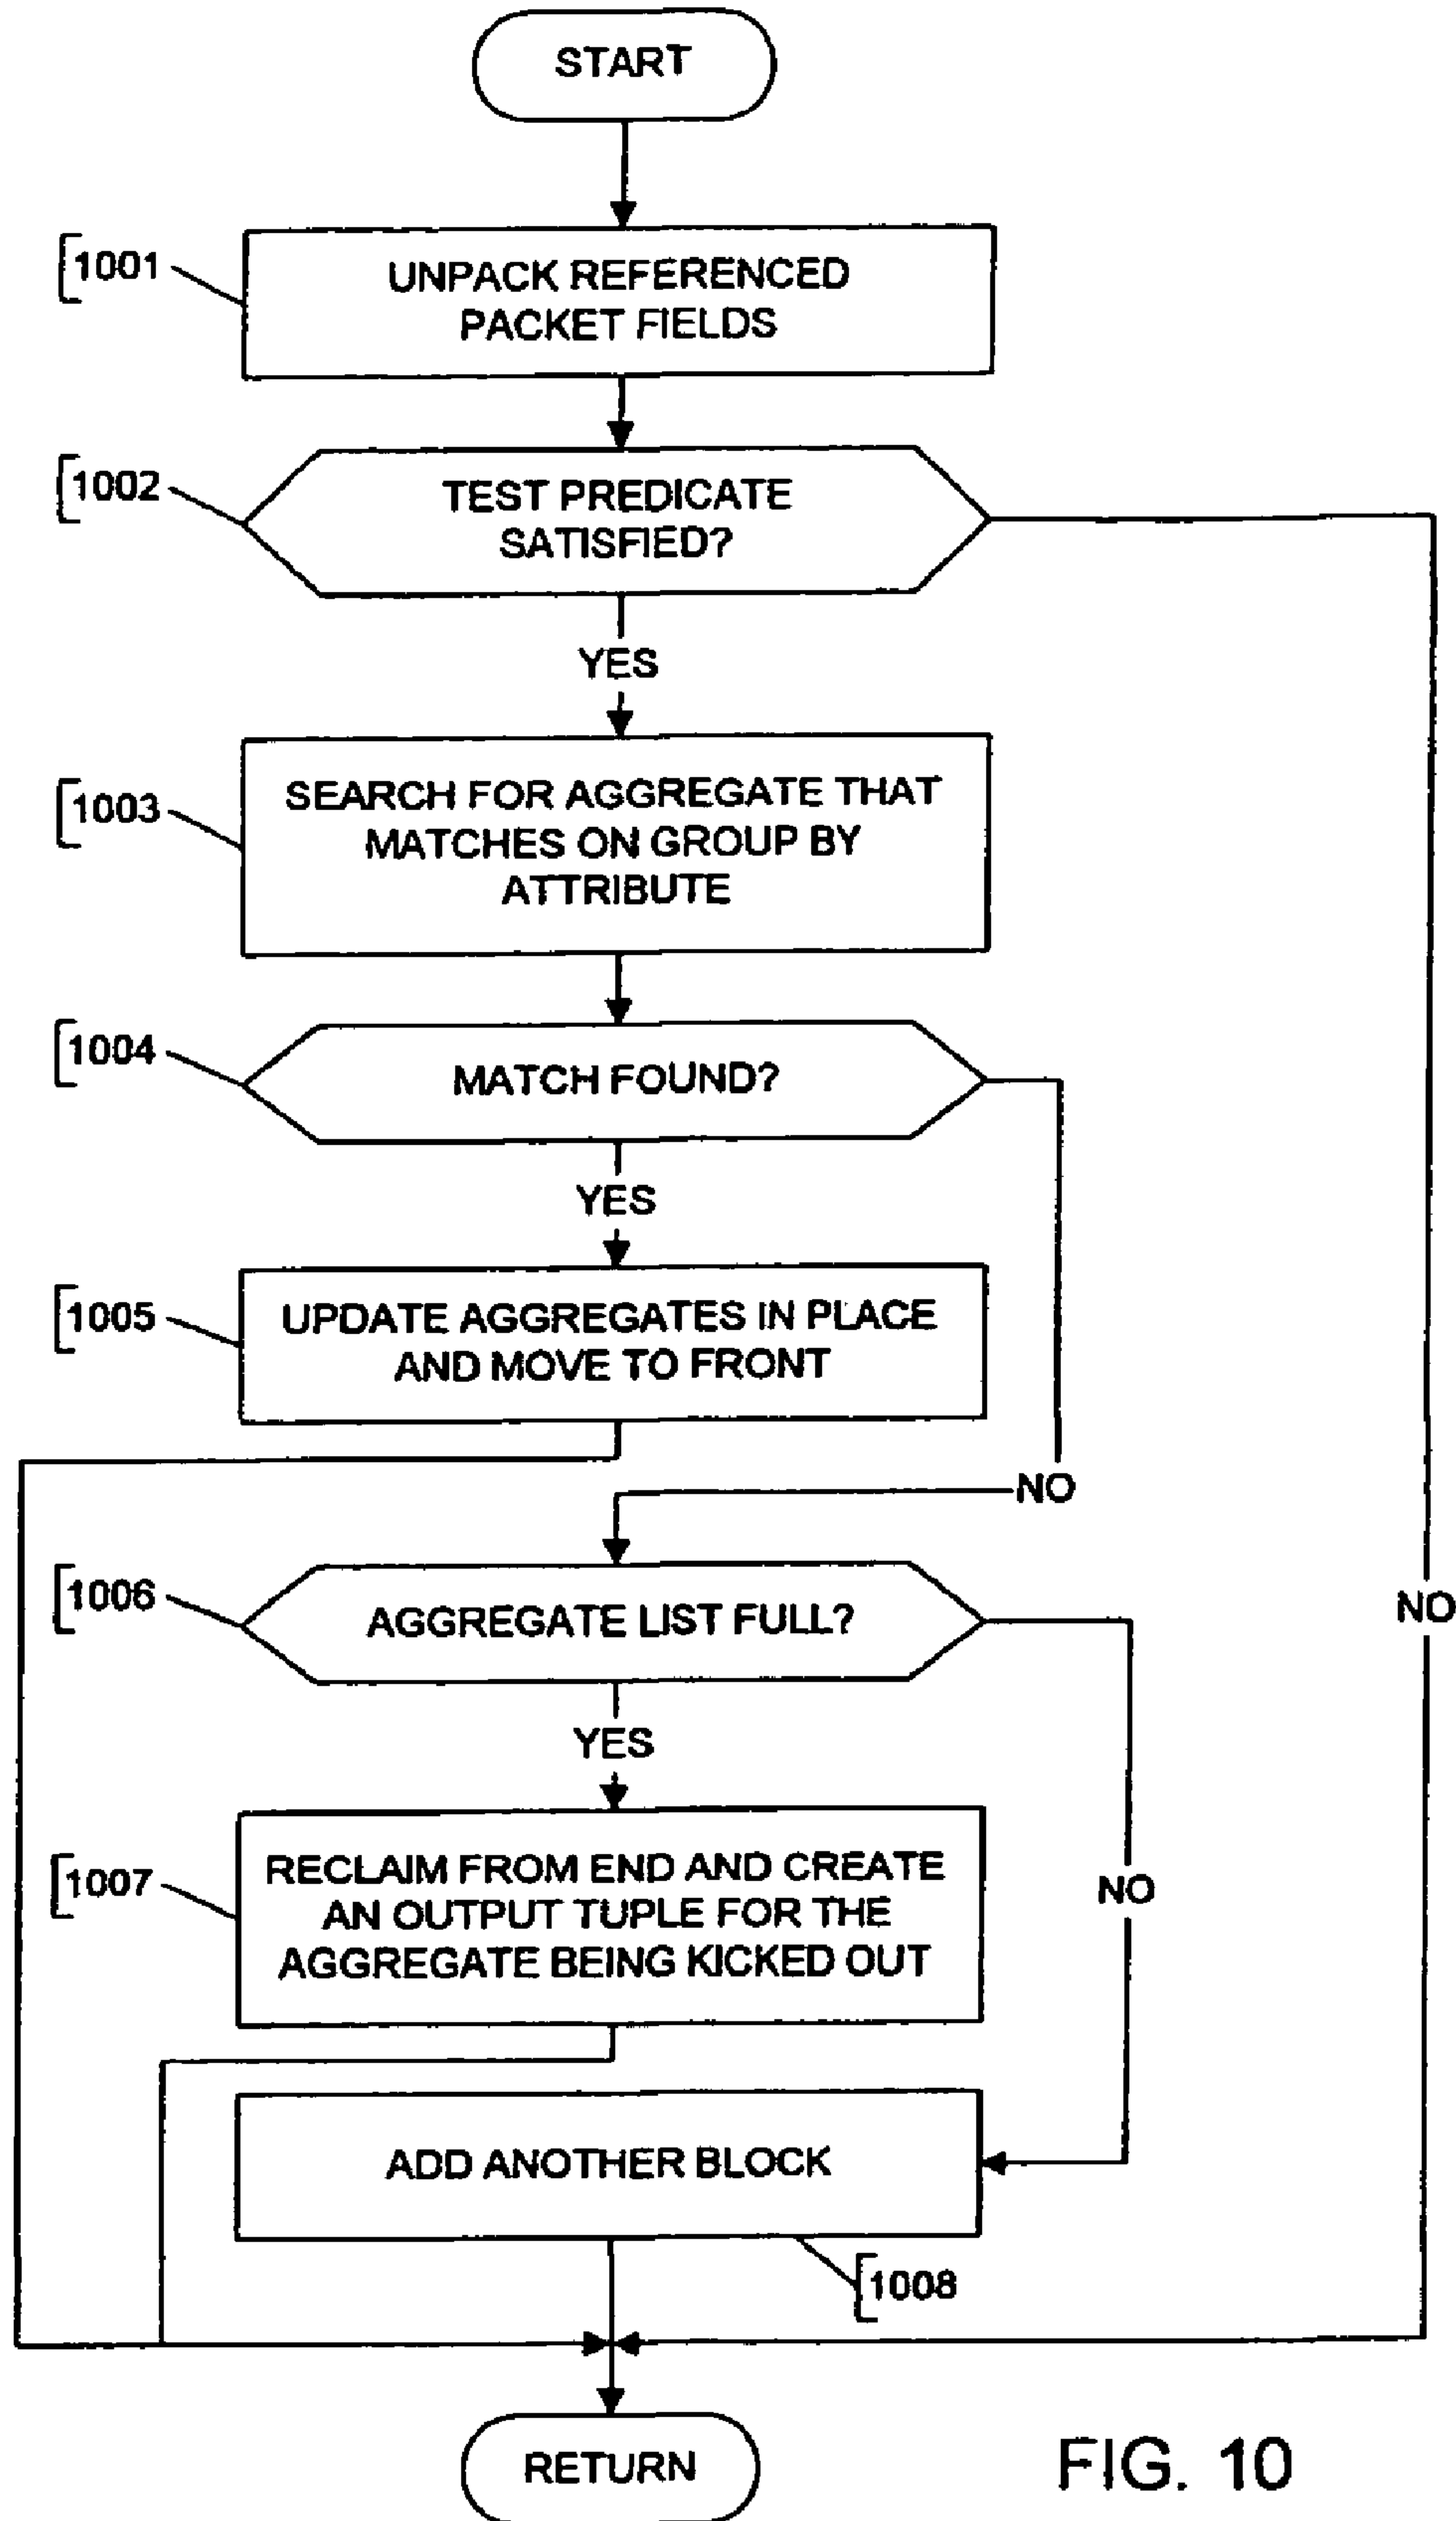 START
1001
UNPACK REFERENCED
PACKET FIELDS
1002
TEST PREDICATE
SATISFIED?
YES
1003
SEARCH FOR AGGREGATE THAT
MATCHES ON GROUP BY
ATTRIBUTE
1004
MATCH FOUND?
YES
1005
UPDATE AGGREGATES IN PLACE
AND MOVE TO FRONT
NO
1006
AGGREGATE LIST FULL?
NO
YES
1007
RECLAIM FROM END AND CREATE
AN OUTPUT TUPLE FOR THE
AGGREGATE BEING KICKED OUT
NO
ADD ANOTHER BLOCK
1008
RETURN
FIG. 10